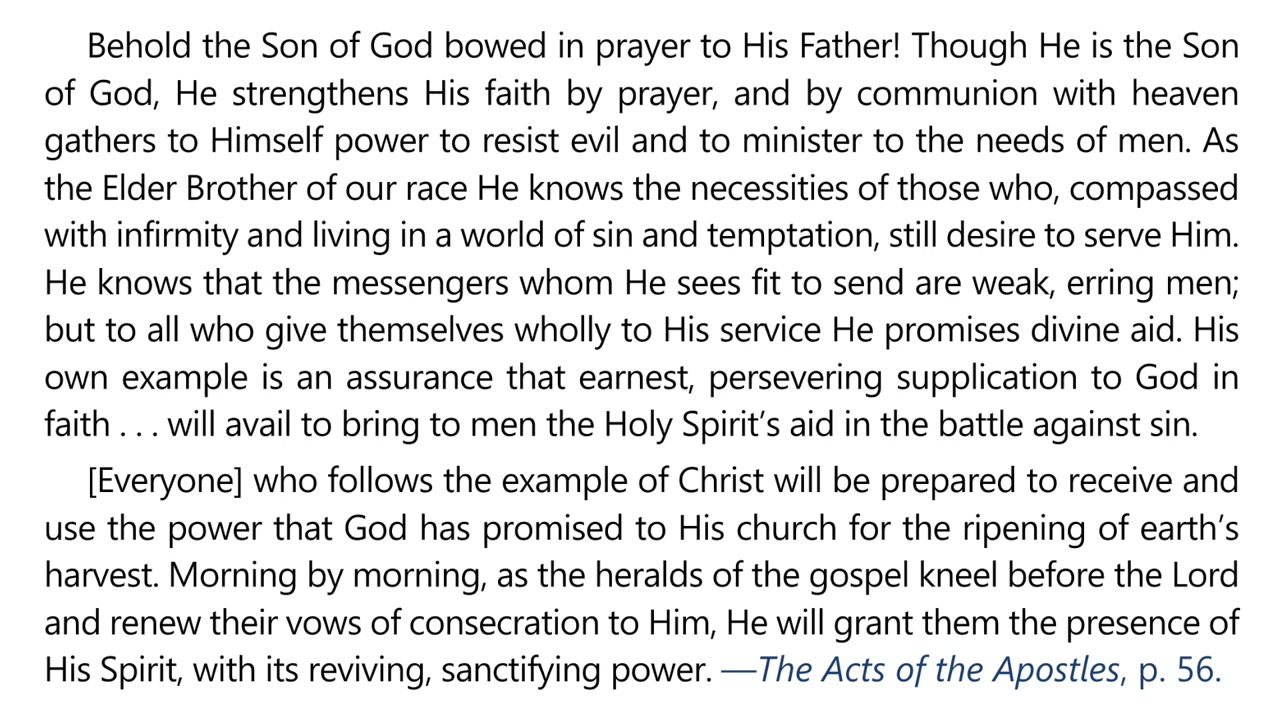 Behold the Son of God bowed in prayer to His Father! Though He is the Son
of God, He strengthens His faith by prayer, and by communion with heaven
gathers to Himself power to resist evil and to minister to the needs of men. As
the Elder Brother of our race He knows the necessities of those who, compassed
with infirmity and living in a world of sin and temptation, still desire to serve Him.
He knows that the messengers whom He sees fit to send are weak, erring men;
but to all who give themselves wholly to His service He promises divine aid. His
own example is an assurance that earnest, persevering supplication to God in
faith . . . will avail to bring to men the Holy Spirit’s aid in the battle against sin.
[Everyone] who follows the example of Christ will be prepared to receive and
use the power that God has promised to His church for the ripening of earth’s
harvest. Morning by morning, as the heralds of the gospel kneel before the Lord
and renew their vows of consecration to Him, He will grant them the presence of
His Spirit, with its reviving, sanctifying power. —The Acts of the Apostles, p. 56.